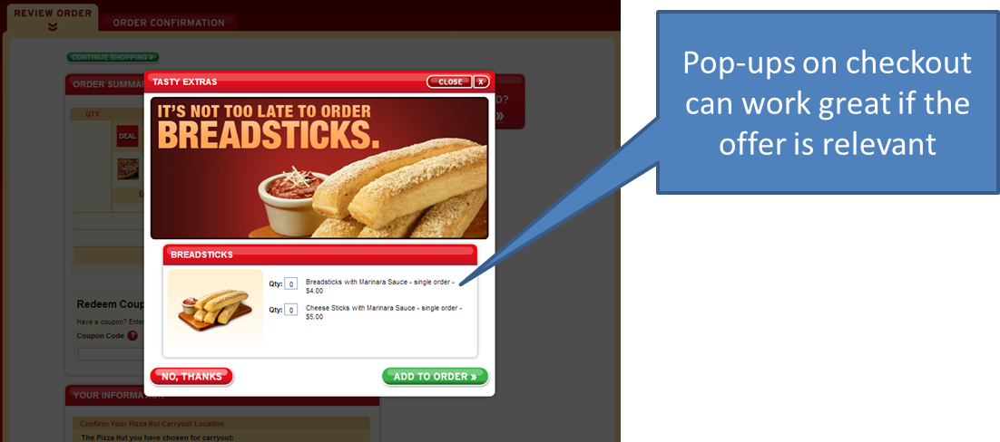 REVIEW ORDER
ORDER CONFIRMATION
CONTINUE SHOPPING »
ORDER SUMMA
QTY
DEAL
D?
»
TASTY EXTRAS
CLOSE X
IT'S NOT TOO LATE TO ORDER
BREADSTICKS.
BREADSTICKS
Qty: 0 Breadsticks with Marinara Sauce - single order -
$4.00
Qty: 0 Cheese Sticks with Marinara Sauce - single order -
$5.00
NO, THANKS
ADD TO ORDER »
Redeem Coup
Have a coupon? Ente
Coupon Code ?
YOUR INFORMATION
Confirm Your Pizza Hut Carryout Location
The Pizza Hut you have chosen for carryout:
Pop-ups on checkout
can work great if the
offer is relevant